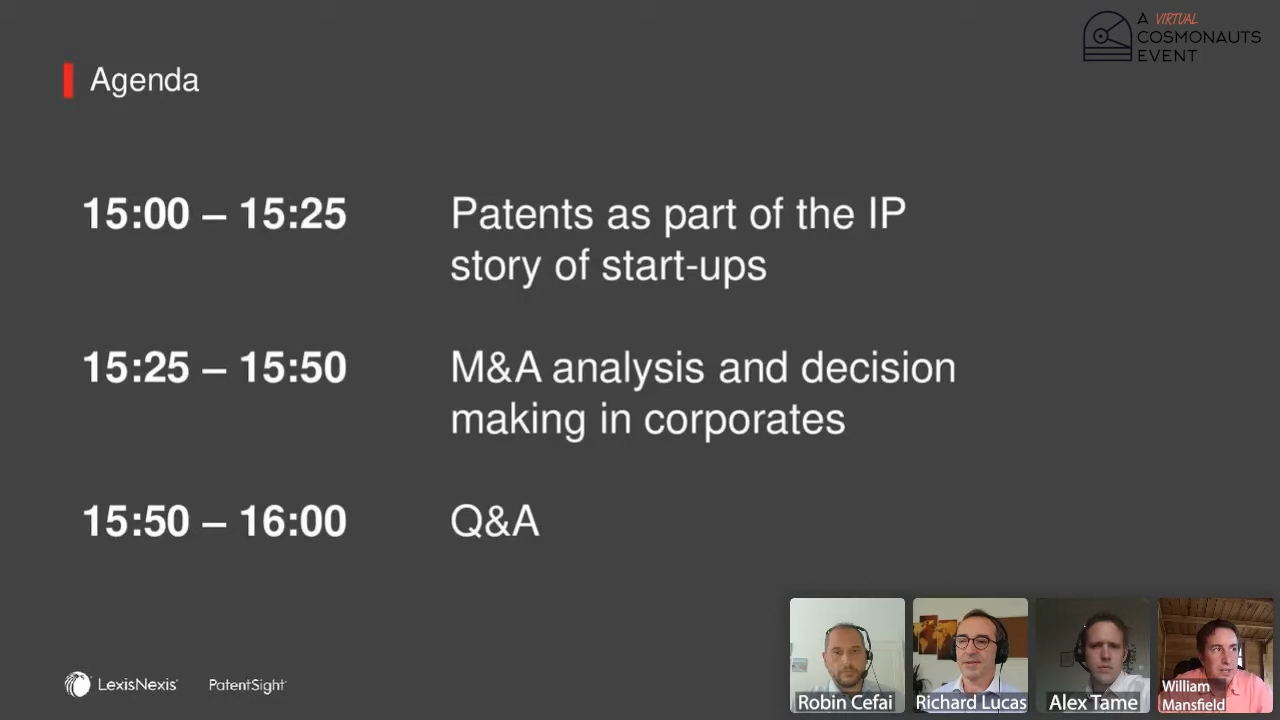 A VIRTUAL
COSMONAUTS
EVENT
Agenda
15:00 – 15:25
Patents as part of the IP
story of start-ups
15:25 – 15:50
M&A analysis and decision
making in corporates
15:50 – 16:00
Q&A
LexisNexis®
PatentSight®
Robin Cefai
Richard Lucas
Alex Tame
William
Mansfield